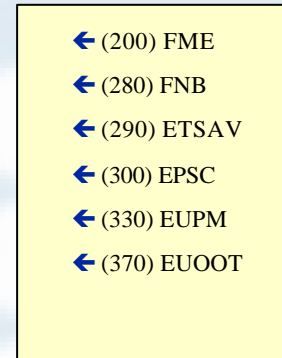 🡸 (200) FME
🡸 (280) FNB
🡸 (290) ETSAV
🡸 (300) EPSC
🡸 (330) EUPM
🡸 (370) EUOOT